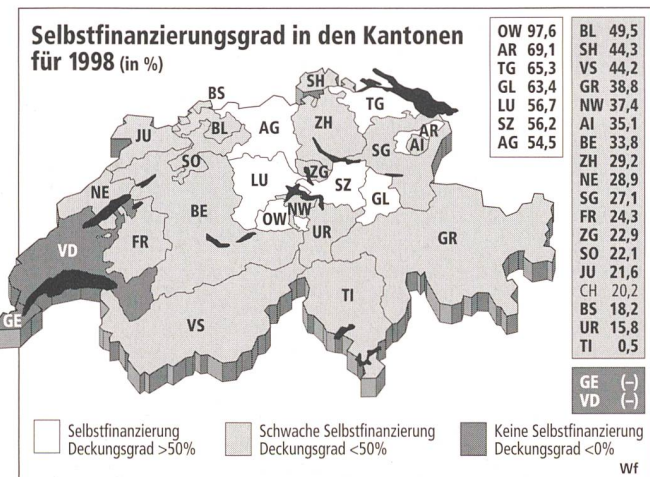 Selbstfinanzierungsgrad in den Kantonen
für 1998 (in %)
OW 97,6
AR 69,1
TG 65,3
GL 63,4
LU 56,7
SZ 56,2
AG 54,5
BL 49,5
SH 44,3
VS 44,2
GR 38,8
NW 37,4
AI 35,1
BE 33,8
ZH 29,2
NE 28,9
SG 27,1
FR 24,3
ZG 22,9
SO 22,1
JU 21,6
CH 20,2
BS 18,2
UR 15,8
TI 0,5
GE (–)
VD (–)
SH
BS
TG
JU
BL
AG
ZH
AR
AI
SO
SG
ZG
LU
SZ
NE
GL
BE
NW
OW
FR
UR
GR
VD
TI
VS
GE
Selbstfinanzierung
Deckungsgrad >50%
Schwache Selbstfinanzierung
Deckungsgrad <50%
Keine Selbstfinanzierung
Deckungsgrad <0%
Wf